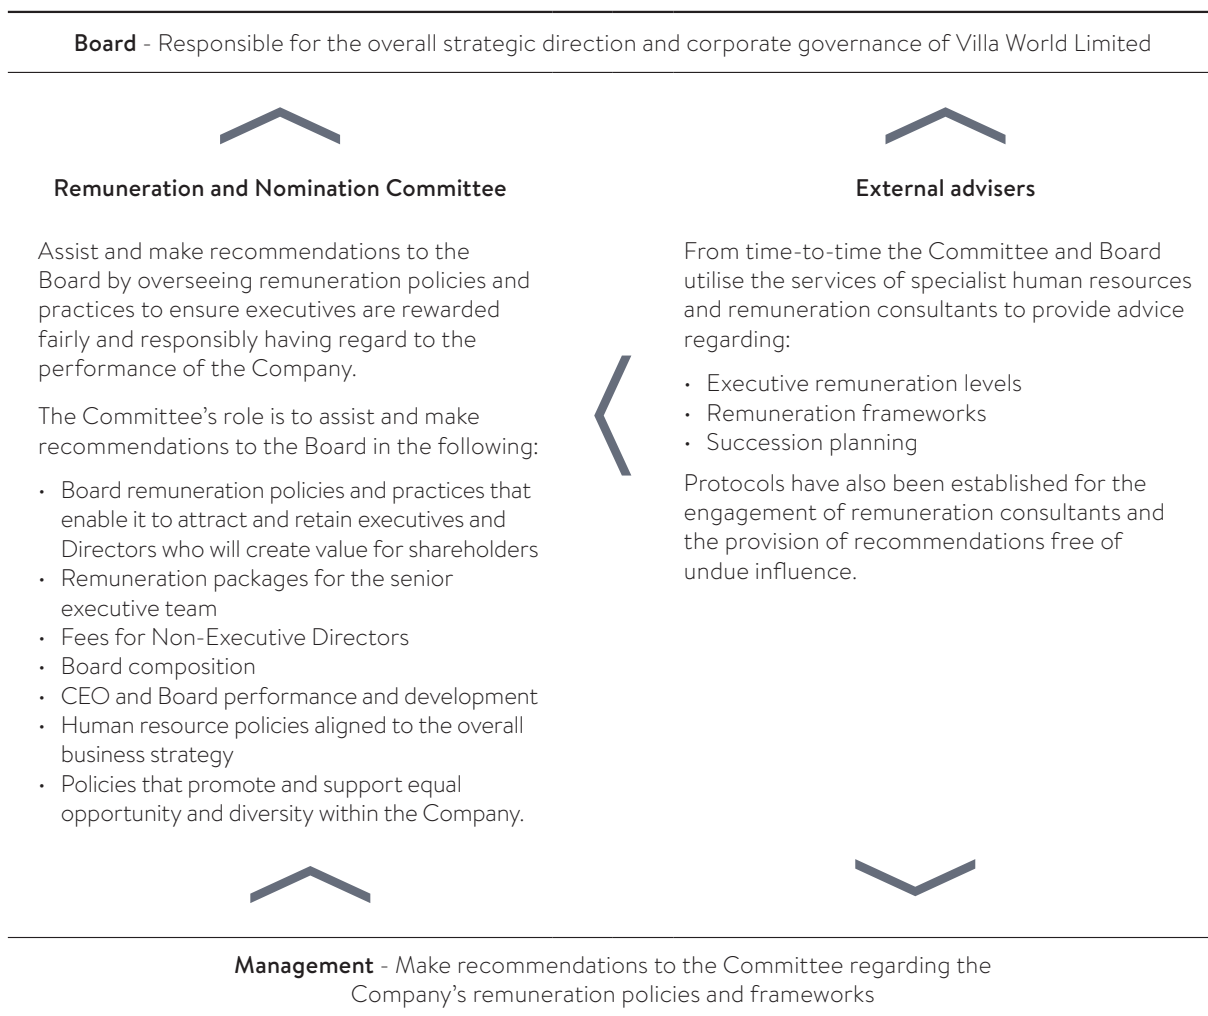 Board - Responsible for the overall strategic direction and corporate governance of Villa World Limited
Remuneration and Nomination Committee
Assist and make recommendations to the
Board by overseeing remuneration policies and
practices to ensure executives are rewarded
fairly and responsibly having regard to the
performance of the Company.
The Committee’s role is to assist and make
recommendations to the Board in the following:
• Board remuneration policies and practices that
enable it to attract and retain executives and
Directors who will create value for shareholders
• Remuneration packages for the senior
executive team
• Fees for Non-Executive Directors
• Board composition
• CEO and Board performance and development
• Human resource policies aligned to the overall
business strategy
• Policies that promote and support equal
opportunity and diversity within the Company.
External advisers
From time-to-time the Committee and Board
utilise the services of specialist human resources
and remuneration consultants to provide advice
regarding:
• Executive remuneration levels
• Remuneration frameworks
• Succession planning
Protocols have also been established for the
engagement of remuneration consultants and
the provision of recommendations free of
undue influence.
Management - Make recommendations to the Committee regarding the
Company’s remuneration policies and frameworks